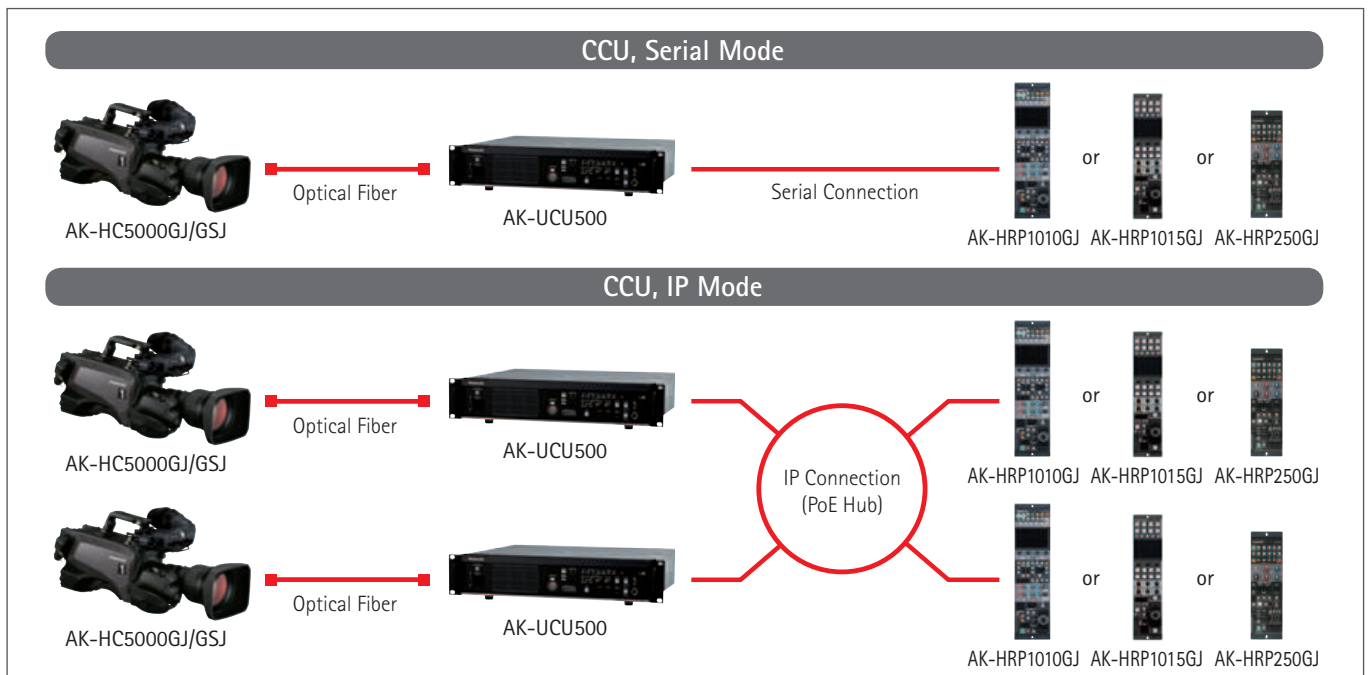 CCU, Serial Mode
Optical Fiber
Serial Connection
or
or
AK-HC5000GJ/GSJ
AK-UCU500
AK-HRP1010GJ
AK-HRP1015GJ
AK-HRP250GJ
CCU, IP Mode
Optical Fiber
or
or
AK-HC5000GJ/GSJ
AK-UCU500
IP Connection
(PoE Hub)
AK-HRP1010GJ
AK-HRP1015GJ
AK-HRP250GJ
Optical Fiber
or
or
AK-HC5000GJ/GSJ
AK-UCU500
AK-HRP1010GJ
AK-HRP1015GJ
AK-HRP250GJ